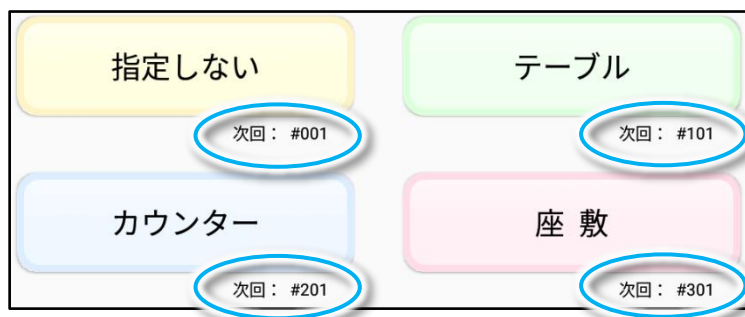 指定しない
テーブル
次回： #001
次回： #101
カウンター
座 敷
次回： #201
次回： #301